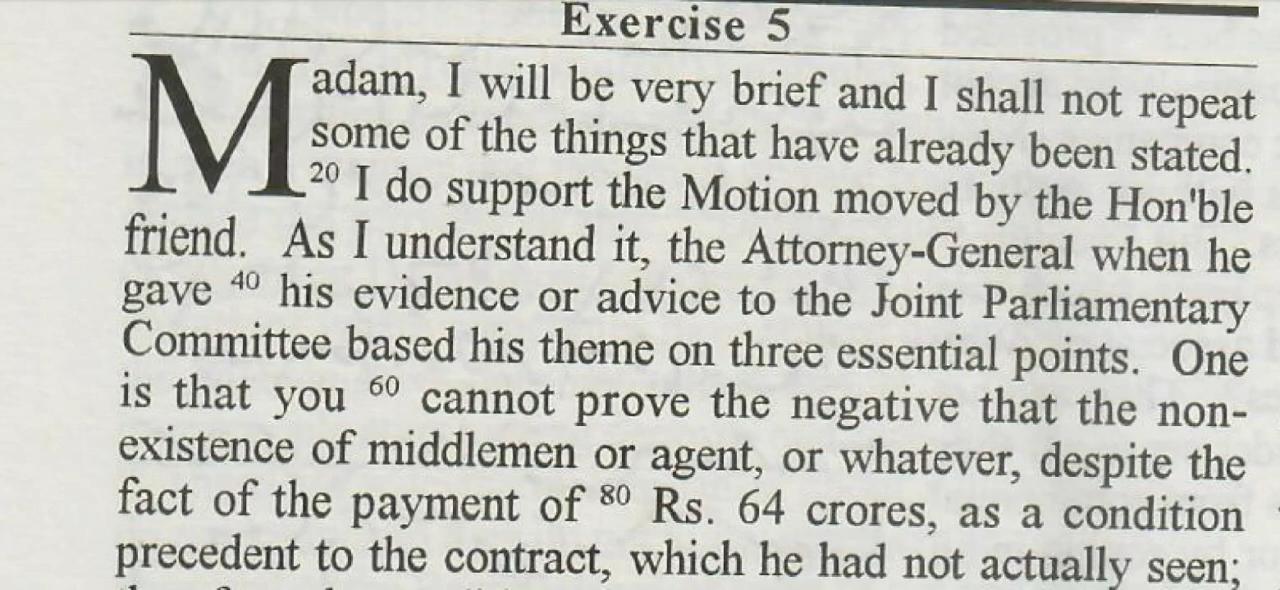 Exercise 5
Madam, I will be very brief and I shall not repeat
some of the things that have already been stated.
20 I do support the Motion moved by the Hon'ble
friend. As I understand it, the Attorney-General when he
gave 40 his evidence or advice to the Joint Parliamentary
Committee based his theme on three essential points. One
is that you 60 cannot prove the negative that the non-
existence of middlemen or agent, or whatever, despite the
fact of the payment of 80 Rs. 64 crores, as a condition
precedent to the contract, which he had not actually seen;